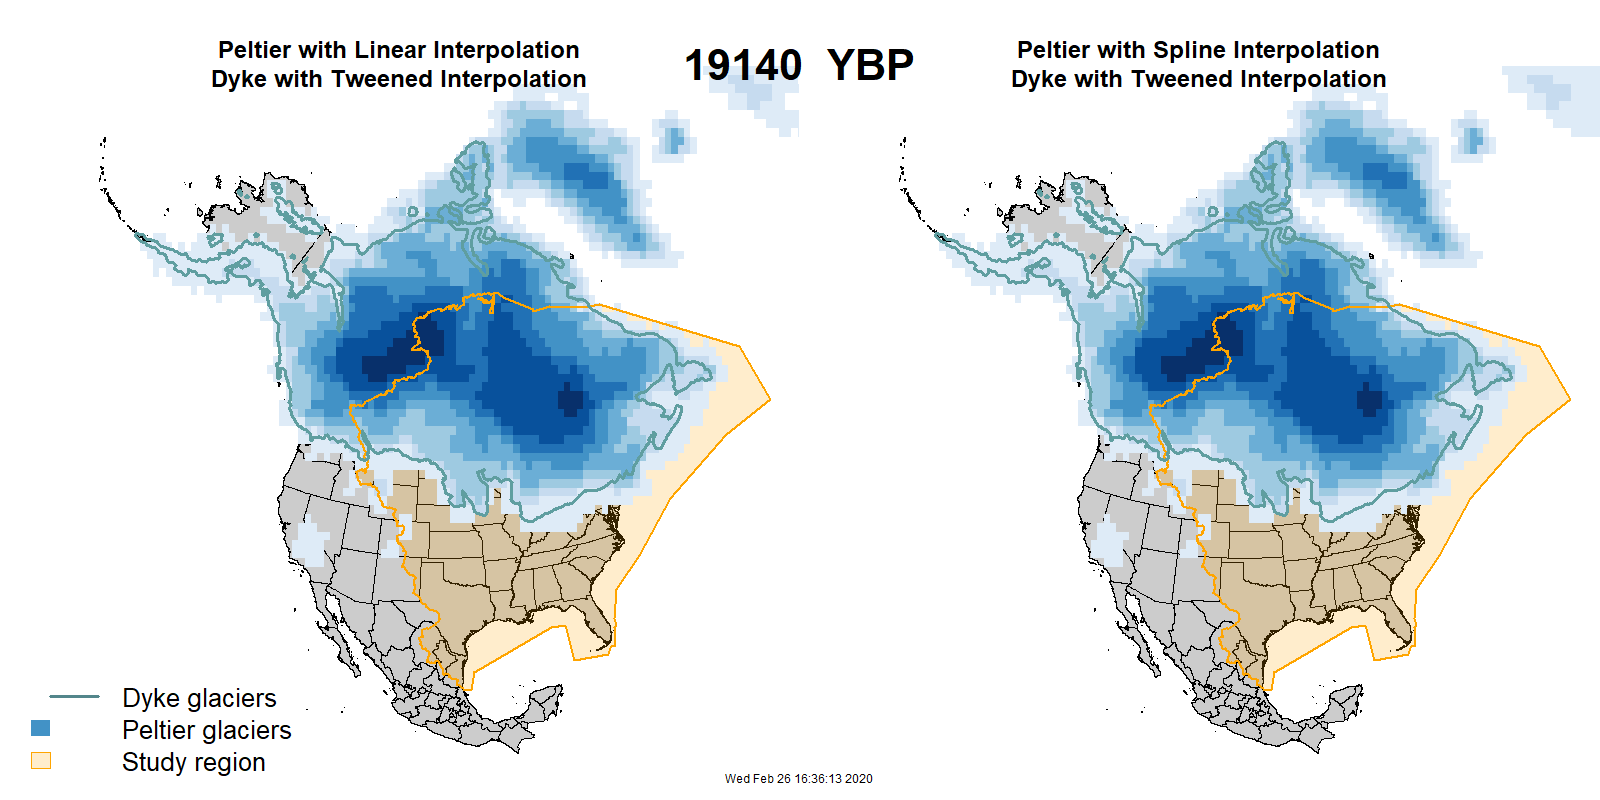 Peltier with Linear Interpolation
Dyke with Tweened Interpolation
19140 YBP
Peltier with Spline Interpolation
Dyke with Tweened Interpolation
Dyke glaciers
Peltier glaciers
Study region
Wed Feb 26 16:36:13 2020